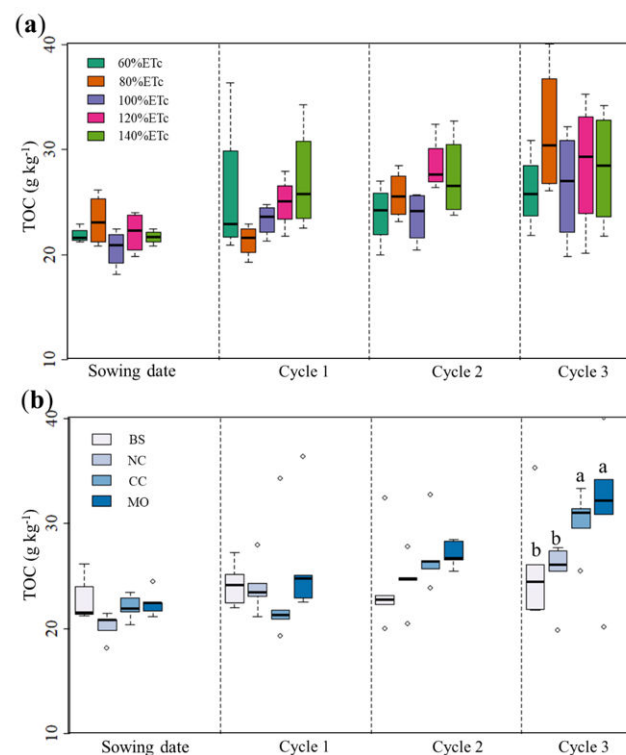 (a)
40
30
20
10
TOC (g kg⁻¹)
60%ETc
80%ETc
100%ETc
120%ETc
140%ETc
Sowing date Cycle 1 Cycle 2 Cycle 3
(b)
40
30
20
10
TOC (g kg⁻¹)
BS
NC
CC
MO
b b a a
Sowing date Cycle 1 Cycle 2 Cycle 3